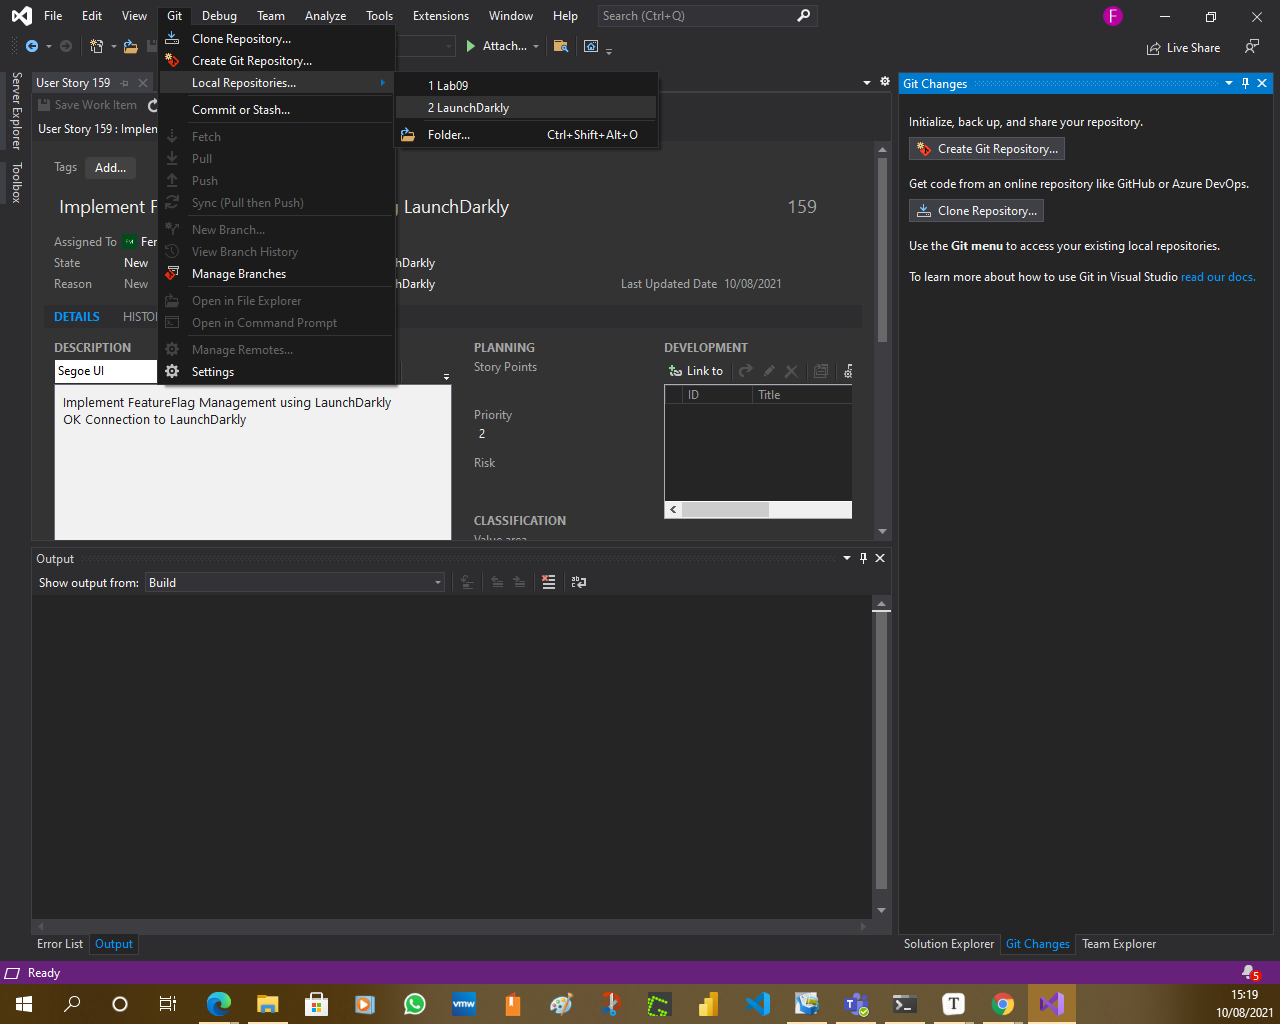 File Edit View Git Debug Team Analyze Tools Extensions Window Help Search (Ctrl+Q) F
Attach... Live Share
Clone Repository...
Create Git Repository...
Local Repositories...
Commit or Stash...
Fetch
Pull
Push
Sync (Pull then Push)
New Branch...
View Branch History
Manage Branches
Open in File Explorer
Open in Command Prompt
Manage Remotes...
Settings
1 Lab09
2 LaunchDarkly
Folder... Ctrl+Shift+Alt+O
Server Explorer
Toolbox
User Story 159
Save Work Item
User Story 159 : Implem
Tags Add...
Implement F g LaunchDarkly 159
Assigned To FM Fer
State New Darkly
Reason New Darkly Last Updated Date 10/08/2021
DETAILS HISTO
DESCRIPTION
Segoe UI
Implement FeatureFlag Management using LaunchDarkly
OK Connection to LaunchDarkly
PLANNING
Story Points
Priority
2
Risk
CLASSIFICATION
Value area
DEVELOPMENT
Link to
ID Title
Git Changes
Initialize, back up, and share your repository.
Create Git Repository...
Get code from an online repository like GitHub or Azure DevOps.
Clone Repository...
Use the Git menu to access your existing local repositories.
To learn more about how to use Git in Visual Studio read our docs.
Output
Show output from: Build
Error List Output
Solution Explorer Git Changes Team Explorer
Ready 5
vmw T
15:19
10/08/2021